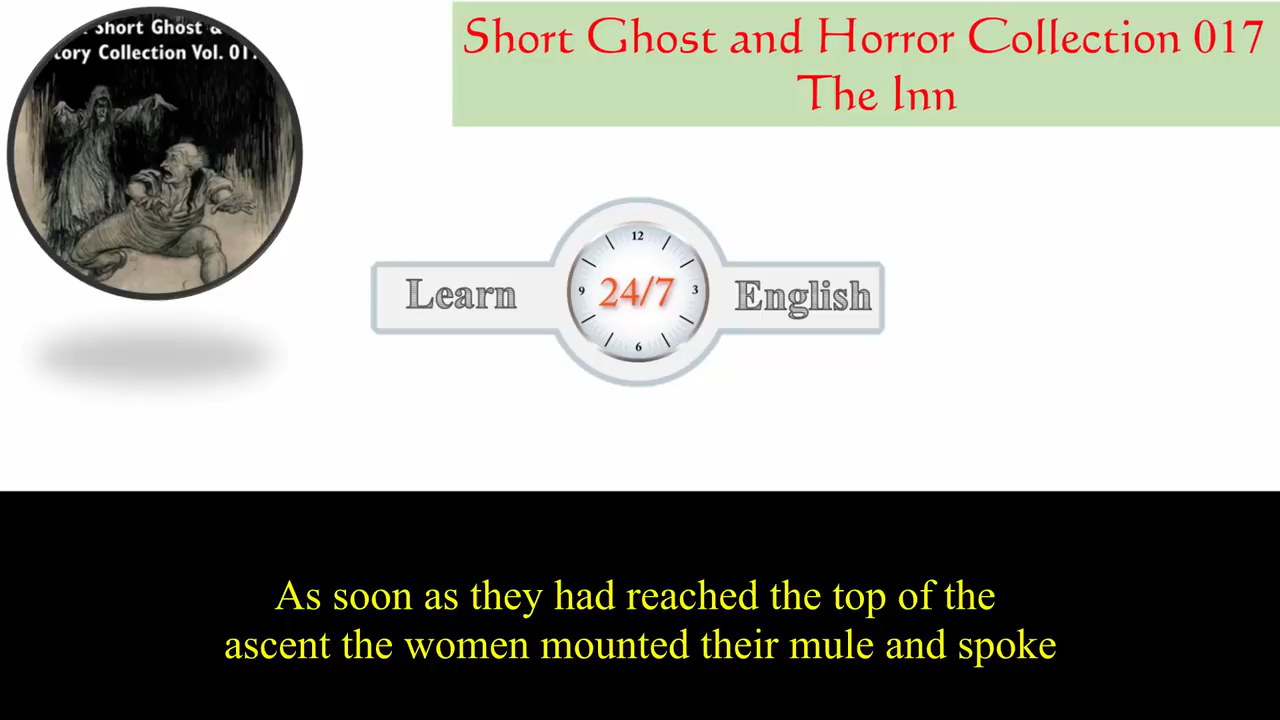 Short Ghost &
tory Collection Vol. 01
Short Ghost and Horror Collection 017
The Inn
Learn
24/7
English
12
9
3
6
As soon as they had reached the top of the
ascent the women mounted their mule and spoke